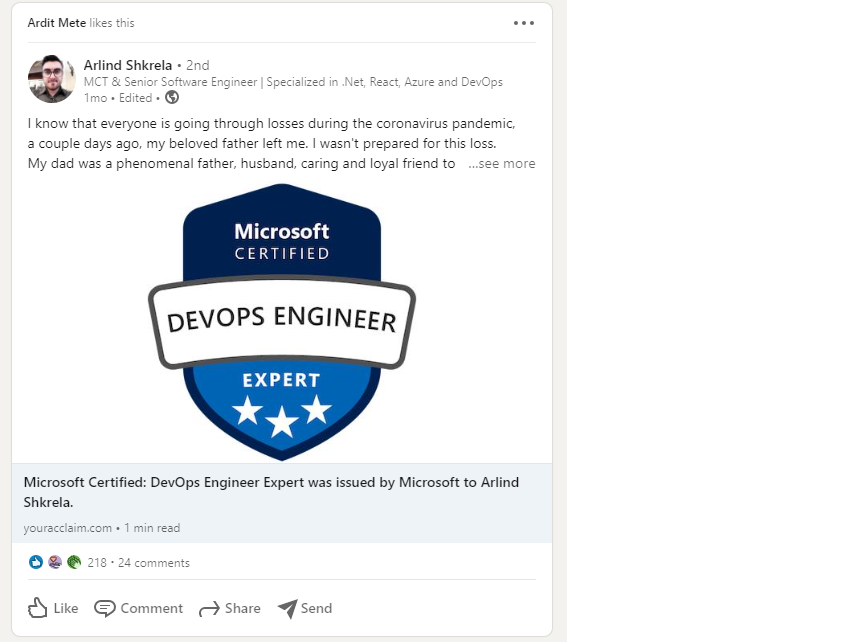 Ardit Mete likes this
Arlind Shkrela • 2nd
MCT & Senior Software Engineer | Specialized in .Net, React, Azure and DevOps
1mo • Edited •
I know that everyone is going through losses during the coronavirus pandemic,
a couple days ago, my beloved father left me. I wasn't prepared for this loss.
My dad was a phenomenal father, husband, caring and loyal friend to ...see more
Microsoft
CERTIFIED
DEVOPS ENGINEER
EXPERT
Microsoft Certified: DevOps Engineer Expert was issued by Microsoft to Arlind
Shkrela.
youracclaim.com • 1 min read
218 • 24 comments
Like Comment Share Send